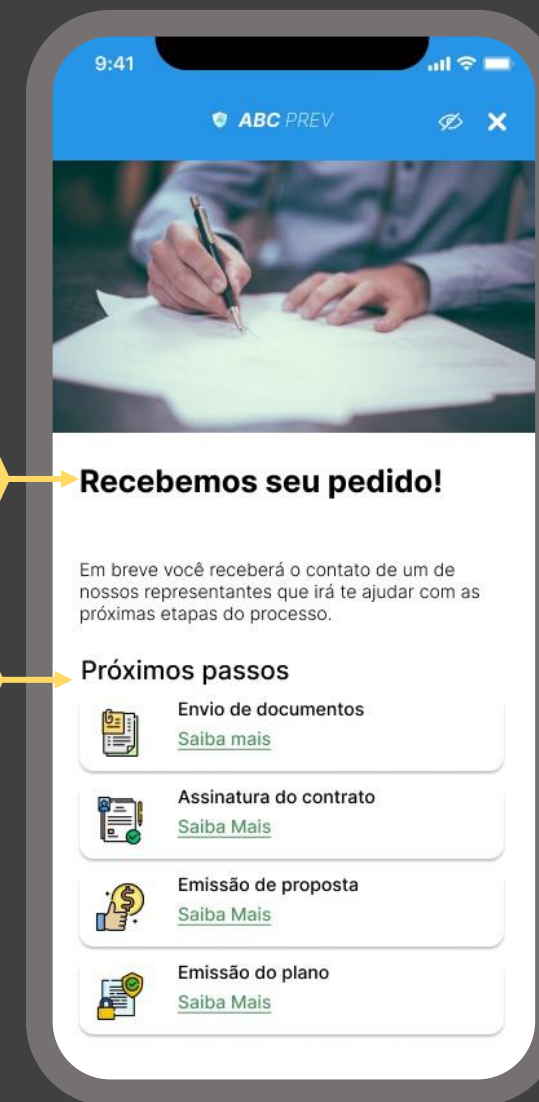 9:41
ABC PREV
Recebemos seu pedido!
Em breve você receberá o contato de um de
nossos representantes que irá te ajudar com as
próximas etapas do processo.
Próximos passos
Envio de documentos
Saiba mais
Assinatura do contrato
Saiba Mais
Emissão de proposta
Saiba Mais
Emissão do plano
Saiba Mais